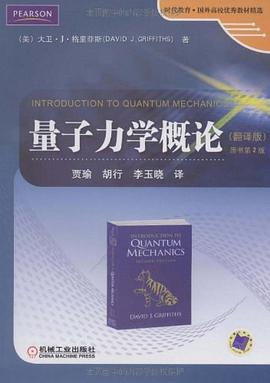 PEARSON
时代教育·国外高校优秀教材精选
(美) 大卫·J·格里菲斯(DAVID J. GRIFFITHS) 著
INTRODUCTION TO QUANTUM MECHANICS
量子力学概论
(翻译版)
原书第2版
贾瑜 胡行 李玉晓 译
INTRODUCTION TO
QUANTUM
MECHANICS
SECOND EDITION
DAVID J. GRIFFITHS
机械工业出版社
CHINA MACHINE PRESS